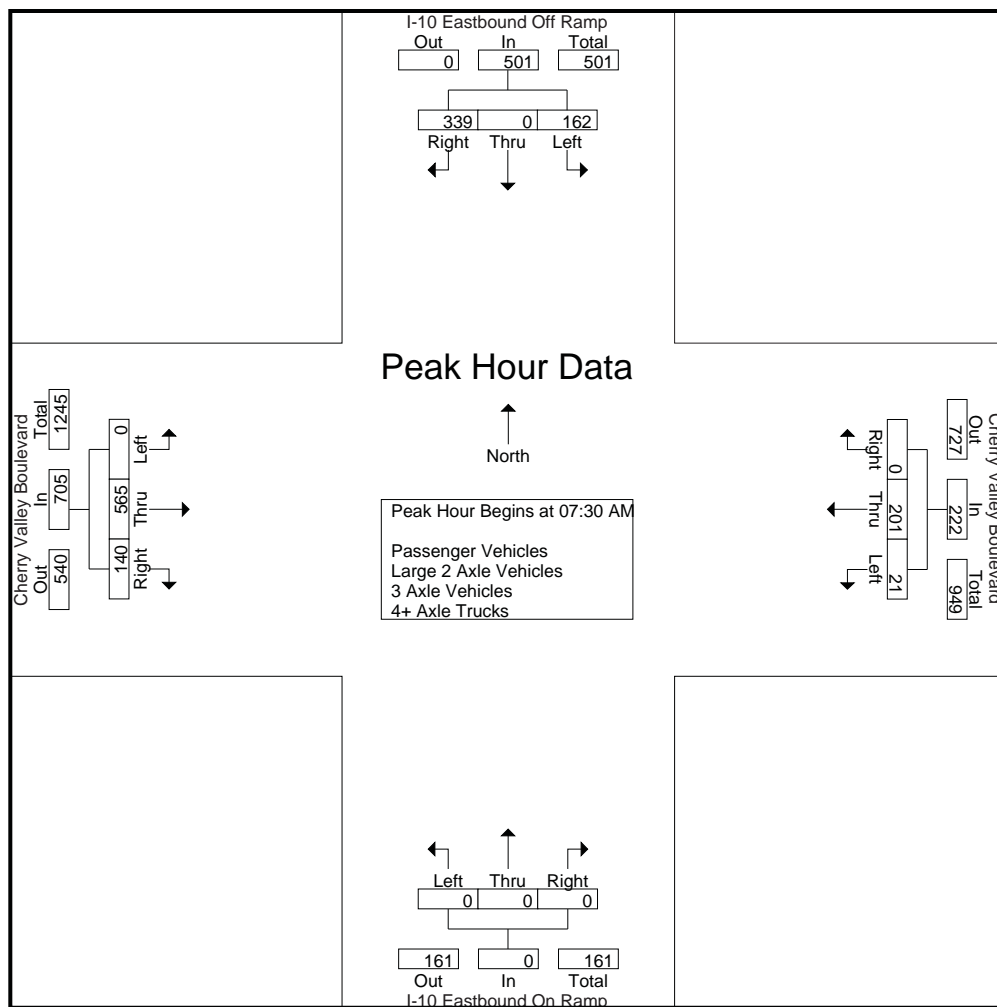 I-10 Eastbound Off Ramp
Out In Total
0 501 501
339 0 162
Right Thru Left
Peak Hour Data
North
Peak Hour Begins at 07:30 AM
Passenger Vehicles
Large 2 Axle Vehicles
3 Axle Vehicles
4+ Axle Trucks
Cherry Valley Boulevard
Out In Total
540 705 1245
Right Thru Left
140 565 0
Cherry Valley Boulevard
Out In Total
727 222 949
Right Thru Left
0 201 21
Left Thru Right
0 0 0
161 0 161
Out In Total
I-10 Eastbound On Ramp